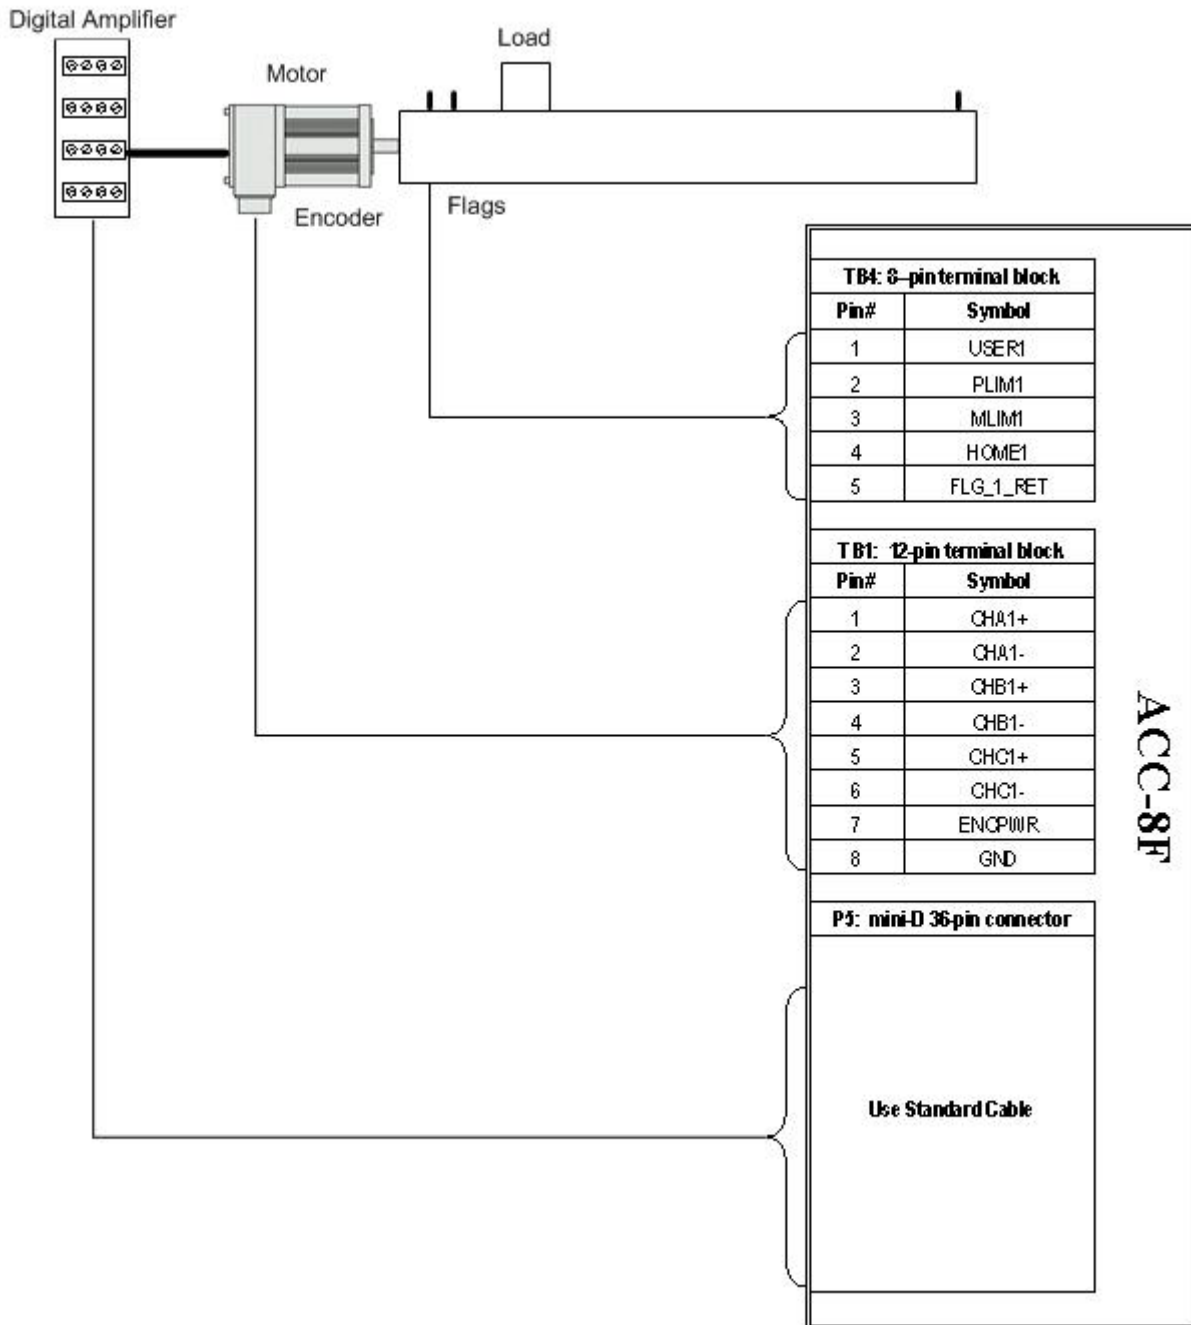 Digital Amplifier
Load
Motor
Encoder
Flags
TB4: 8-pin terminal block
Pin# Symbol
1 USER1
2 PLIM1
3 MLIM1
4 HOME1
5 FLG_1_RET
TB1: 12-pin terminal block
Pin# Symbol
1 CHA1+
2 CHA1-
3 CHB1+
4 CHB1-
5 CHC1+
6 CHC1-
7 ENCPWR
8 GND
P5: mini-D 36-pin connector
Use Standard Cable
ACC-8F